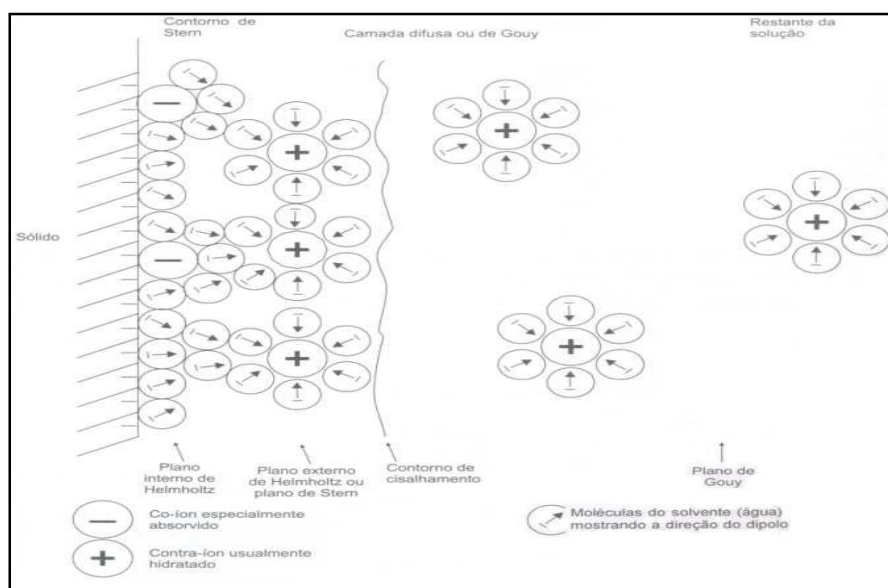 Contorno de
Stern
Camada difusa ou de Gouy
Restante da
solução
Sólido
Plano
interno de
Helmholtz
Plano externo
de Helmholtz ou
plano de Stern
Contorno de
cisalhamento
Plano de
Gouy
Co-íon especialmente
absorvido
Contra-íon usualmente
hidratado
Moléculas do solvente (água)
mostrando a direção do dipolo